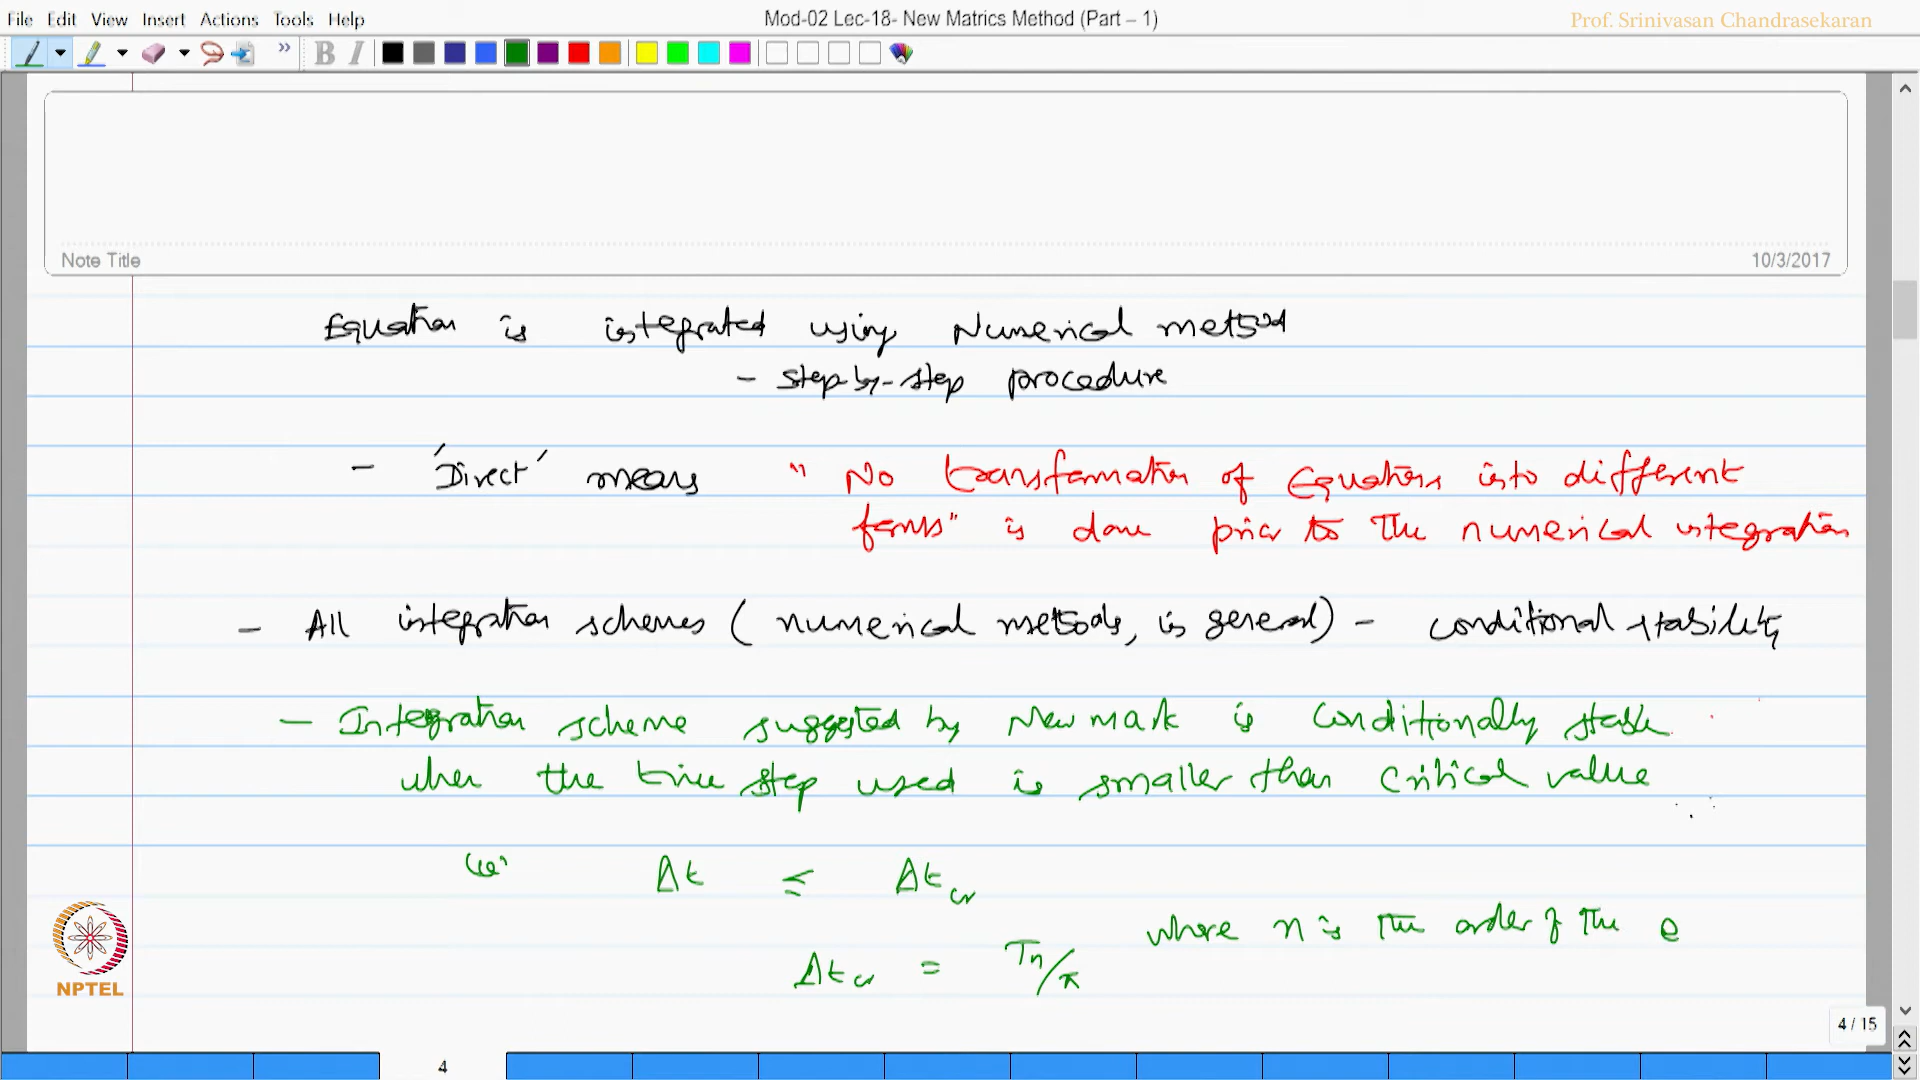 File Edit View Insert Actions Tools Help
Mod-02 Lec-18- New Matrics Method (Part – 1)
Prof. Srinivasan Chandrasekaran
B I
Note Title
10/3/2017
Equation is integrated using Numerical method
- step-by-step procedure
- 'Direct' means " No transformation of Equations into different
forms" is done prior to the numerical integration
- All integration schemes ( numerical methods, in general) - conditional stability
- Integration scheme suggested by Newmark is conditionally stable
when the time step used is smaller than critical value
(ie) Δt ≤ Δt_cr
Δt_cr = Tn/π where n is the order of the e
NPTEL
4 / 15
4